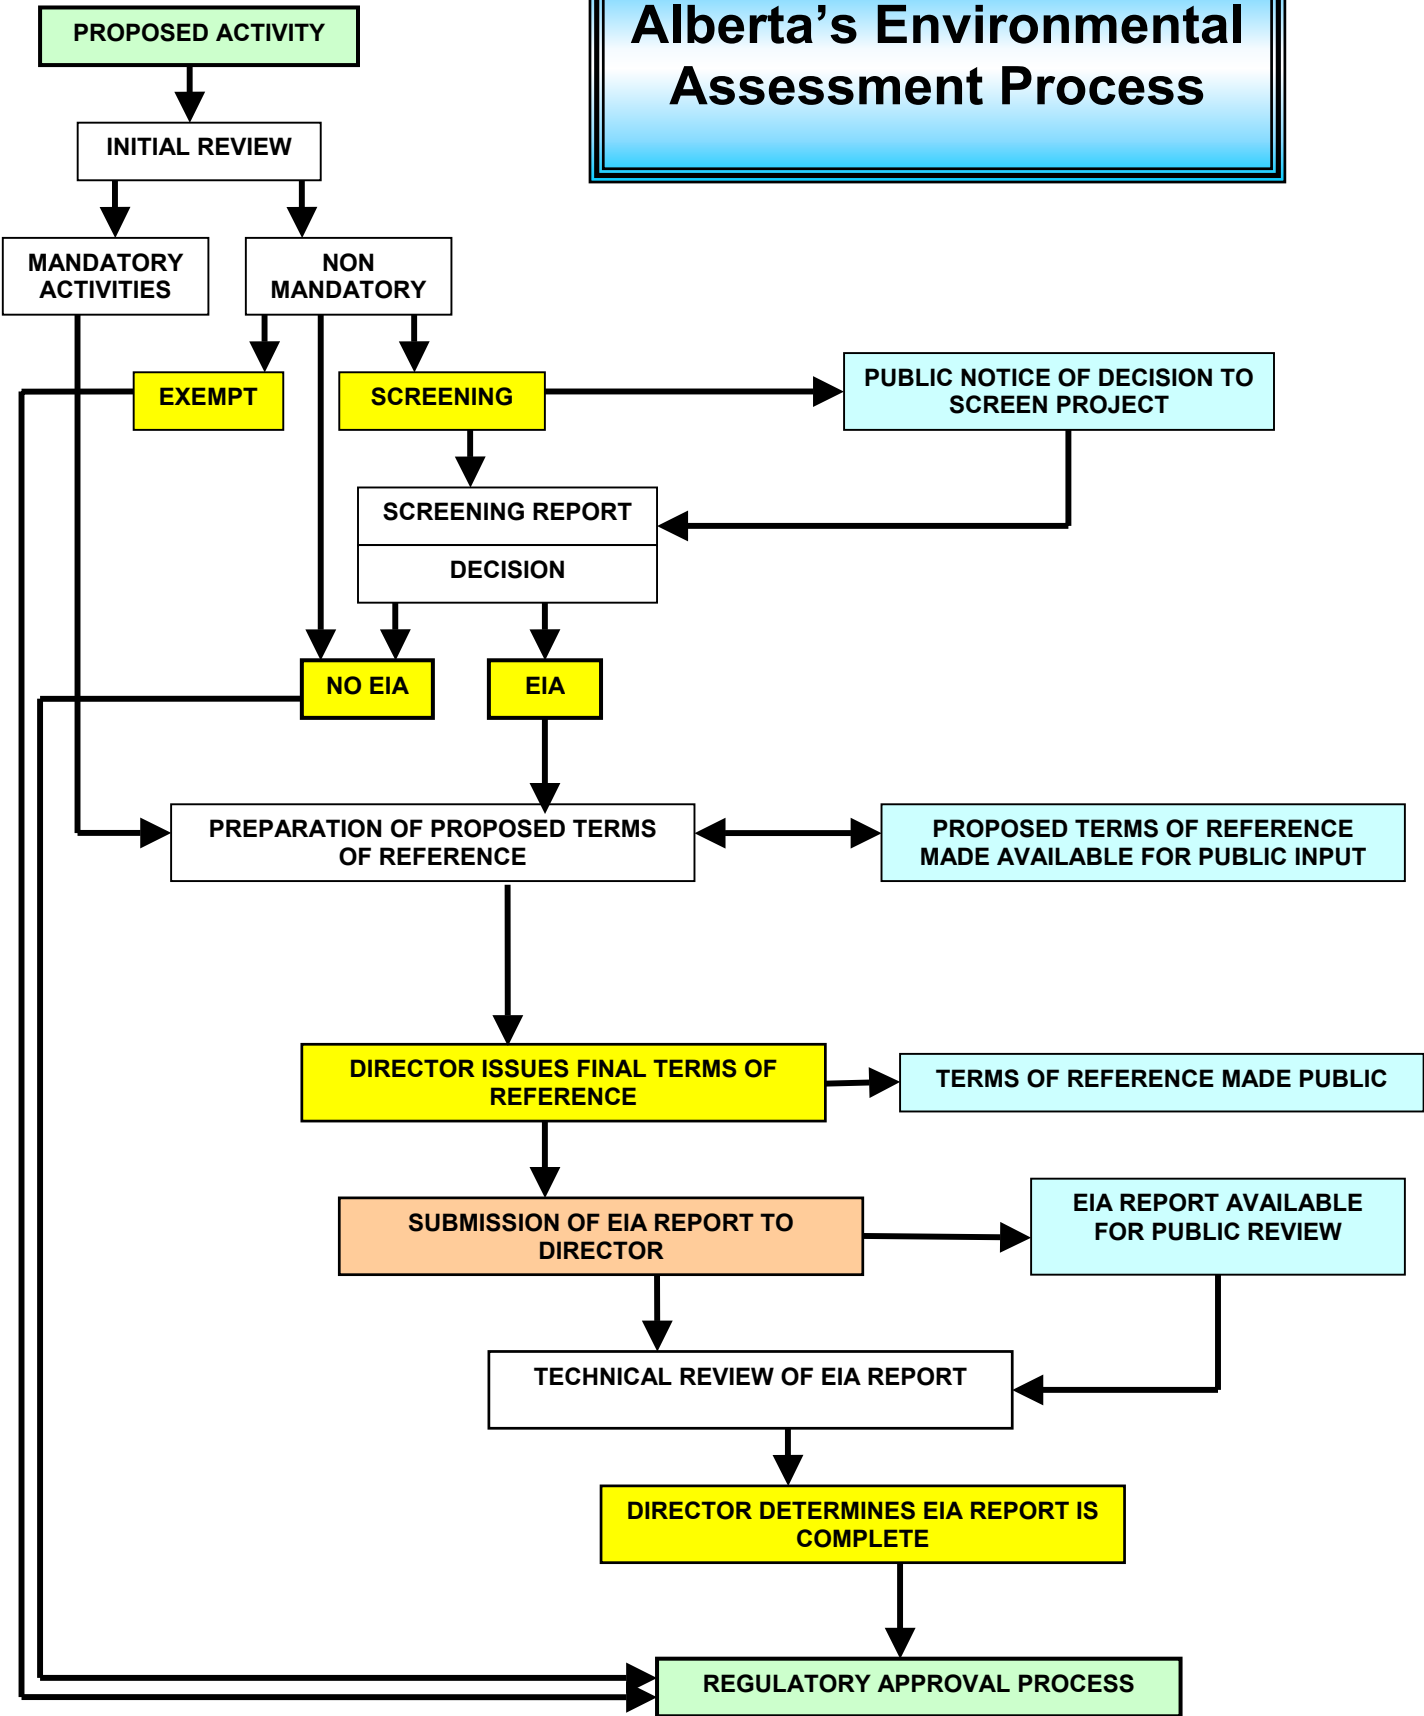 PROPOSED ACTIVITY
Alberta’s Environmental
Assessment Process
INITIAL REVIEW
MANDATORY
ACTIVITIES
NON
MANDATORY
EXEMPT
SCREENING
PUBLIC NOTICE OF DECISION TO
SCREEN PROJECT
SCREENING REPORT
DECISION
NO EIA
EIA
PREPARATION OF PROPOSED TERMS
OF REFERENCE
PROPOSED TERMS OF REFERENCE
MADE AVAILABLE FOR PUBLIC INPUT
DIRECTOR ISSUES FINAL TERMS OF
REFERENCE
TERMS OF REFERENCE MADE PUBLIC
SUBMISSION OF EIA REPORT TO
DIRECTOR
EIA REPORT AVAILABLE
FOR PUBLIC REVIEW
TECHNICAL REVIEW OF EIA REPORT
DIRECTOR DETERMINES EIA REPORT IS
COMPLETE
REGULATORY APPROVAL PROCESS